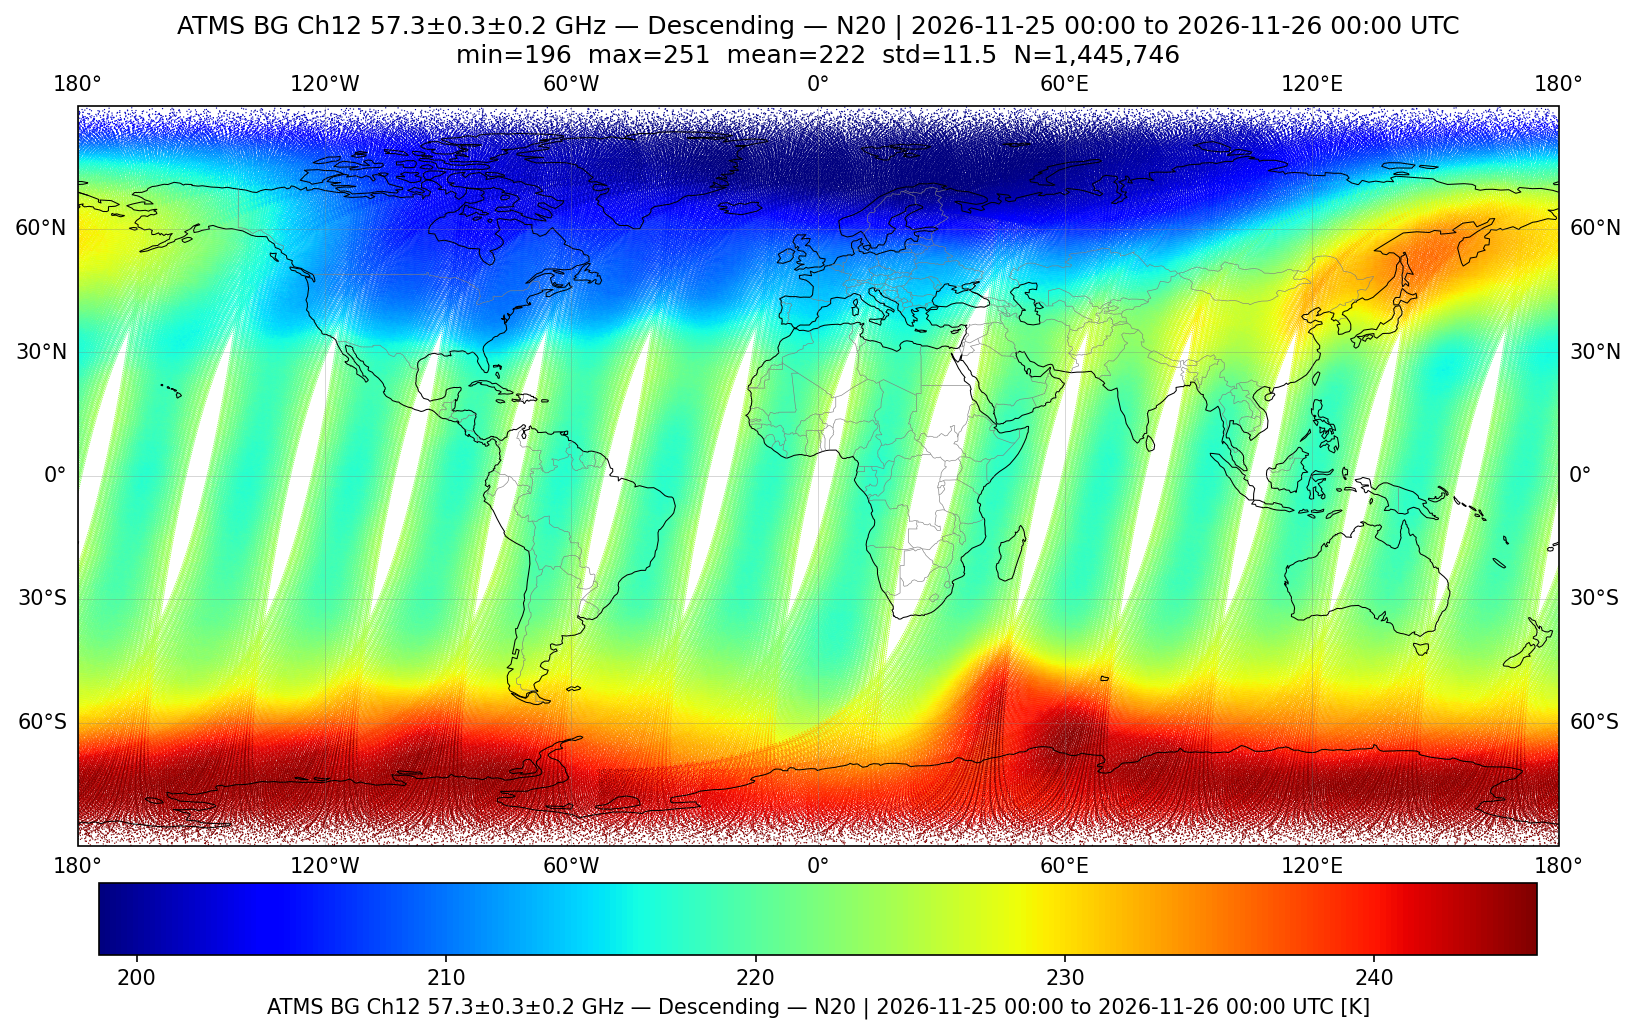 ATMS BG Ch12 57.3±0.3±0.2 GHz — Descending — N20 | 2026-11-25 00:00 to 2026-11-26 00:00 UTC
min=196 max=251 mean=222 std=11.5 N=1,445,746
180° 120°W 60°W 0° 60°E 120°E 180°
60°N 60°N
30°N 30°N
0° 0°
30°S 30°S
60°S 60°S
180° 120°W 60°W 0° 60°E 120°E 180°
200 210 220 230 240
ATMS BG Ch12 57.3±0.3±0.2 GHz — Descending — N20 | 2026-11-25 00:00 to 2026-11-26 00:00 UTC [K]